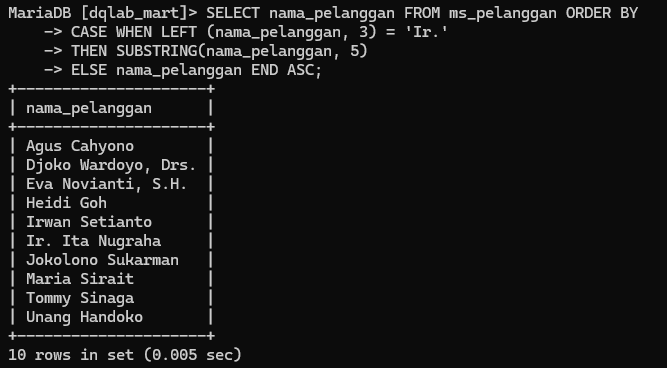 MariaDB [dqlab_mart]> SELECT nama_pelanggan FROM ms_pelanggan ORDER BY
    -> CASE WHEN LEFT (nama_pelanggan, 3) = 'Ir.'
    -> THEN SUBSTRING(nama_pelanggan, 5)
    -> ELSE nama_pelanggan END ASC;
+---------------------+
| nama_pelanggan      |
+---------------------+
| Agus Cahyono        |
| Djoko Wardoyo, Drs. |
| Eva Novianti, S.H.  |
| Heidi Goh           |
| Irwan Setianto      |
| Ir. Ita Nugraha     |
| Jokolono Sukarman   |
| Maria Sirait        |
| Tommy Sinaga        |
| Unang Handoko       |
+---------------------+
10 rows in set (0.005 sec)